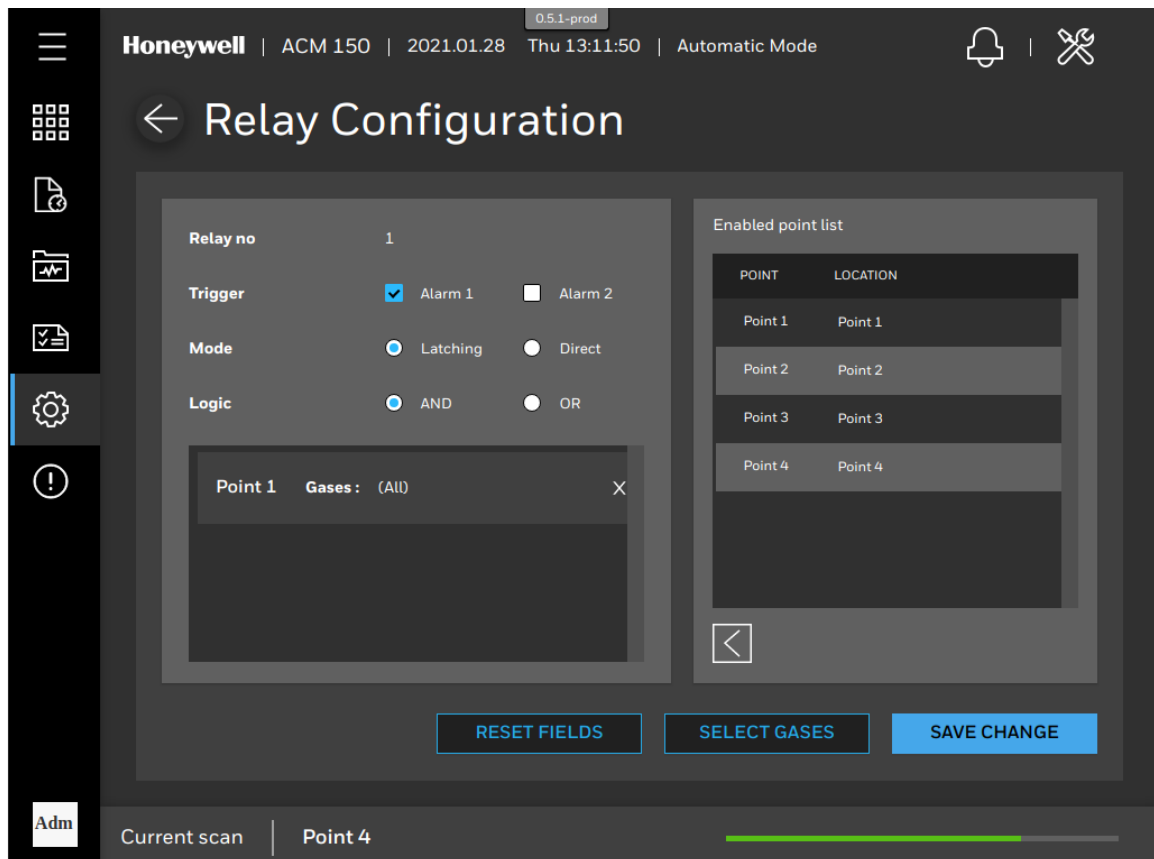 0.5.1-prod
Honeywell | ACM 150 | 2021.01.28 Thu 13:11:50 | Automatic Mode
Relay Configuration
Relay no 1
Trigger Alarm 1 Alarm 2
Mode Latching Direct
Logic AND OR
Point 1 Gases : (All) X
Enabled point list
POINT LOCATION
Point 1 Point 1
Point 2 Point 2
Point 3 Point 3
Point 4 Point 4
RESET FIELDS SELECT GASES SAVE CHANGE
Adm
Current scan Point 4